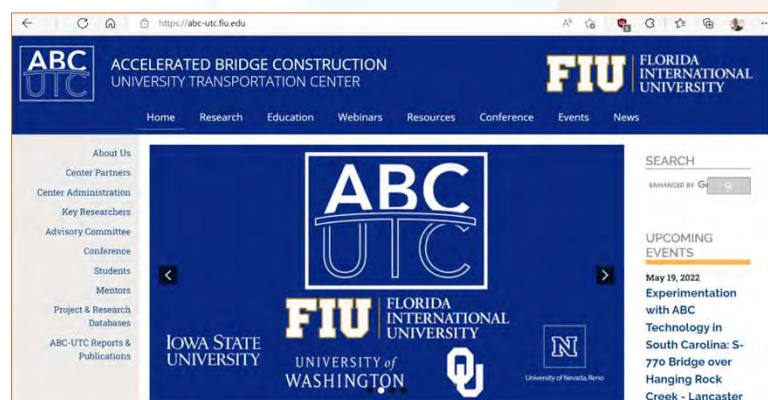 https://abc-utc.fiu.edu
ABC
UTC
ACCELERATED BRIDGE CONSTRUCTION
UNIVERSITY TRANSPORTATION CENTER
FIU
FLORIDA
INTERNATIONAL
UNIVERSITY
Home Research Education Webinars Resources Conference Events News
About Us
Center Partners
Center Administration
Key Researchers
Advisory Committee
Conference
Students
Mentors
Project & Research
Databases
ABC-UTC Reports &
Publications
ABC
UTC
FIU
FLORIDA
INTERNATIONAL
UNIVERSITY
IOWA STATE
UNIVERSITY
UNIVERSITY of
WASHINGTON
OU
N
University of Nevada, Reno
SEARCH
ENHANCED BY
UPCOMING
EVENTS
May 19, 2022
Experimentation
with ABC
Technology in
South Carolina: S-
770 Bridge over
Hanging Rock
Creek - Lancaster